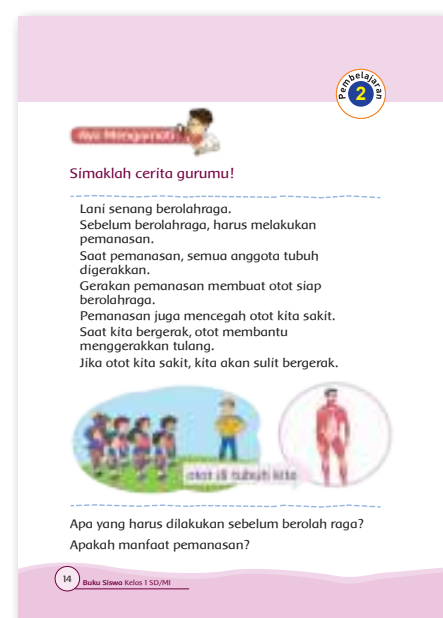 Pembelajaran
2
Ayo Mengamati
Simaklah cerita gurumu!
Lani senang berolahraga.
Sebelum berolahraga, harus melakukan
pemanasan.
Saat pemanasan, semua anggota tubuh
digerakkan.
Gerakan pemanasan membuat otot siap
berolahraga.
Pemanasan juga mencegah otot kita sakit.
Saat kita bergerak, otot membantu
menggerakkan tulang.
Jika otot kita sakit, kita akan sulit bergerak.
otot di tubuh kita
Apa yang harus dilakukan sebelum berolah raga?
Apakah manfaat pemanasan?
14
Buku Siswa Kelas 1 SD/MI